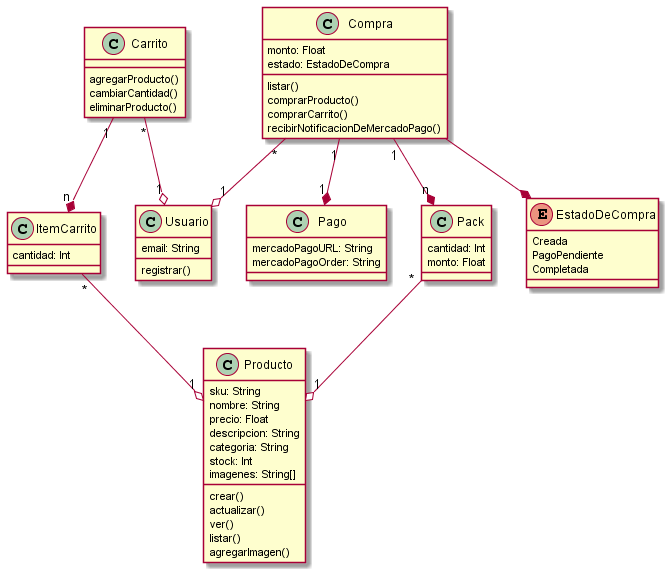 C Carrito
agregarProducto()
cambiarCantidad()
eliminarProducto()
C Compra
monto: Float
estado: EstadoDeCompra
listar()
comprarProducto()
comprarCarrito()
recibirNotificacionDeMercadoPago()
1
*
*
1
1
n
1
1
1
n
C ItemCarrito
cantidad: Int
C Usuario
email: String
registrar()
C Pago
mercadoPagoURL: String
mercadoPagoOrder: String
C Pack
cantidad: Int
monto: Float
E EstadoDeCompra
Creada
PagoPendiente
Completada
*
*
1
1
C Producto
sku: String
nombre: String
precio: Float
descripcion: String
categoria: String
stock: Int
imagenes: String[]
crear()
actualizar()
ver()
listar()
agregarImagen()